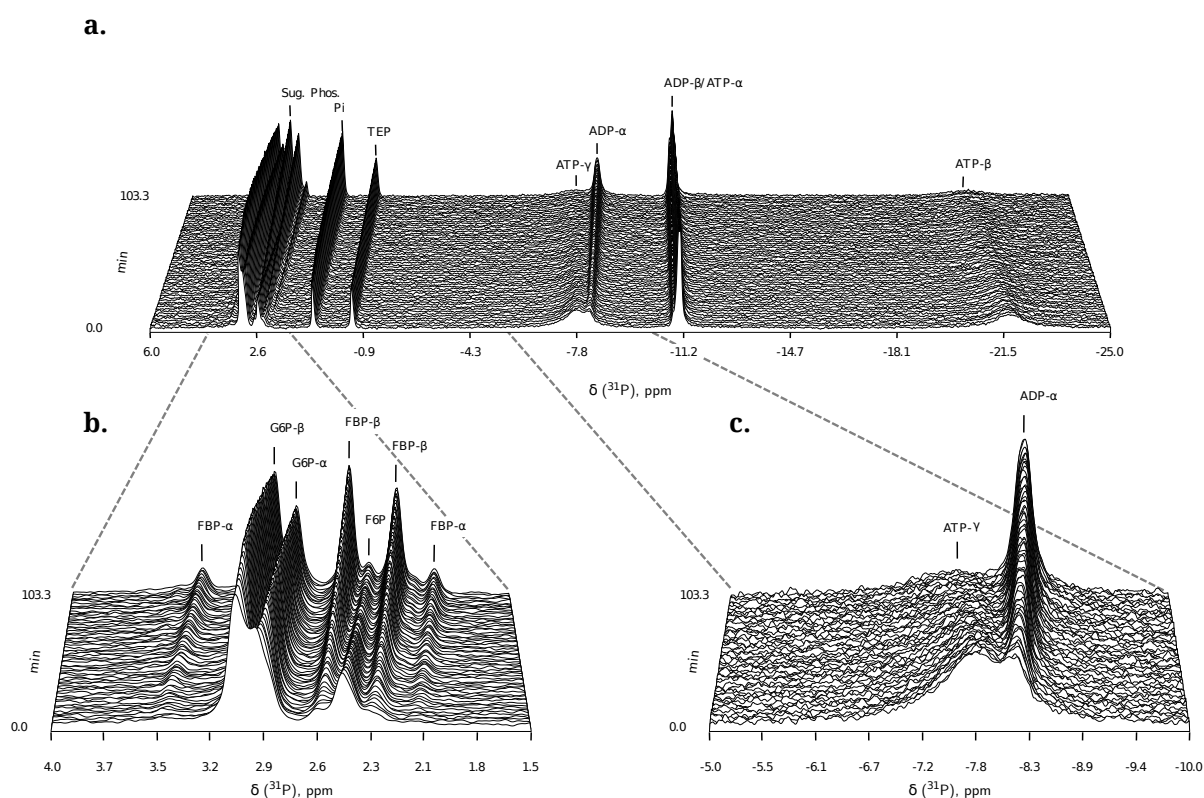 a.
ADP-β/ATP-α
Sug. Phos.
Pi
TEP
ADP-α
ATP-γ
ATP-β
103.3
min
0.0
6.0 2.6 -0.9 -4.3 -7.8 -11.2 -14.7 -18.1 -21.5 -25.0
δ (³¹P), ppm
b.
G6P-β
FBP-β
FBP-β
G6P-α
FBP-α
F6P
FBP-α
103.3
min
0.0
4.0 3.7 3.5 3.2 2.9 2.6 2.3 2.1 1.8 1.5
δ (³¹P), ppm
c.
ADP-α
ATP-γ
103.3
min
0.0
-5.0 -5.5 -6.1 -6.7 -7.2 -7.8 -8.3 -8.9 -9.4 -10.0
δ (³¹P), ppm